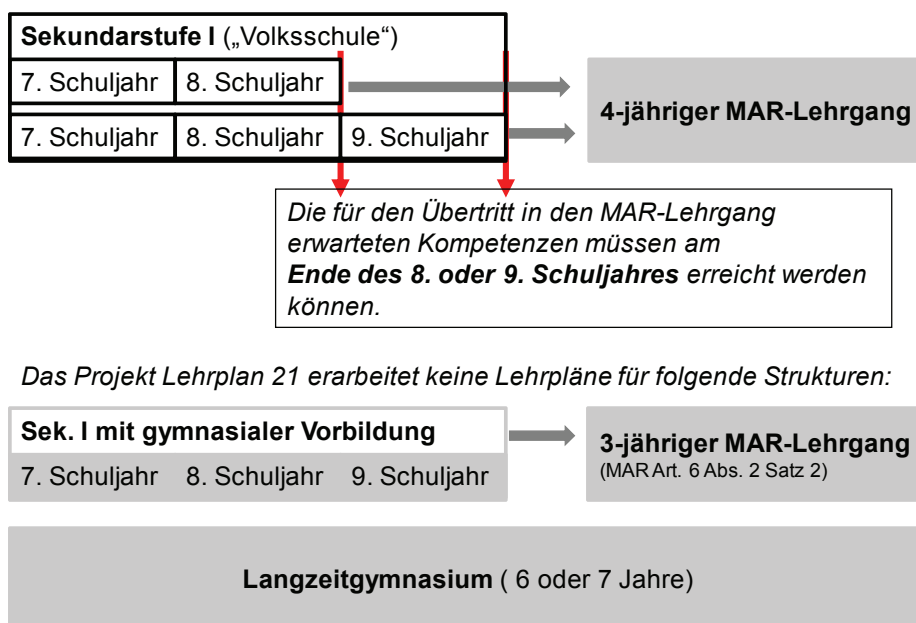 Sekundarstufe I („Volksschule“)
7. Schuljahr 8. Schuljahr
7. Schuljahr 8. Schuljahr 9. Schuljahr
4-jähriger MAR-Lehrgang
Die für den Übertritt in den MAR-Lehrgang
erwarteten Kompetenzen müssen am
Ende des 8. oder 9. Schuljahres erreicht werden
können.
Das Projekt Lehrplan 21 erarbeitet keine Lehrpläne für folgende Strukturen:
Sek. I mit gymnasialer Vorbildung
7. Schuljahr 8. Schuljahr 9. Schuljahr
3-jähriger MAR-Lehrgang
(MAR Art. 6 Abs. 2 Satz 2)
Langzeitgymnasium ( 6 oder 7 Jahre)